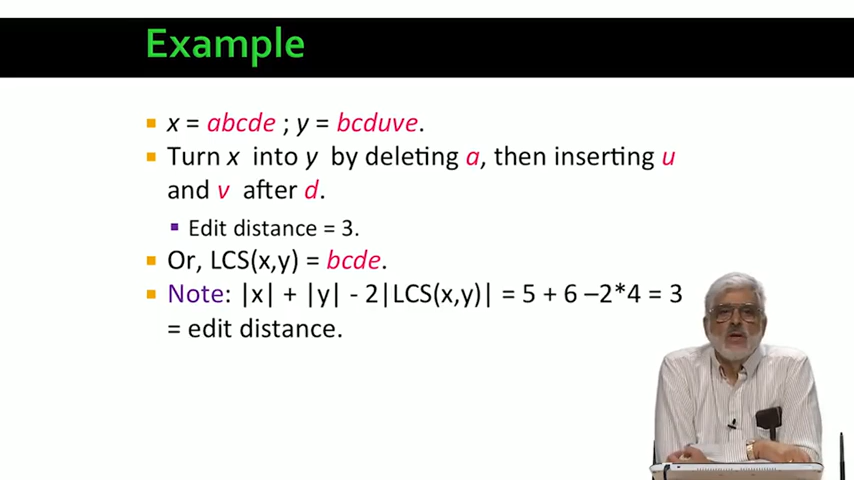 Example
x = abcde ; y = bcduve.
Turn x into y by deleting a, then inserting u
and v after d.
Edit distance = 3.
Or, LCS(x,y) = bcde.
Note: |x| + |y| - 2|LCS(x,y)| = 5 + 6 –2*4 = 3
= edit distance.